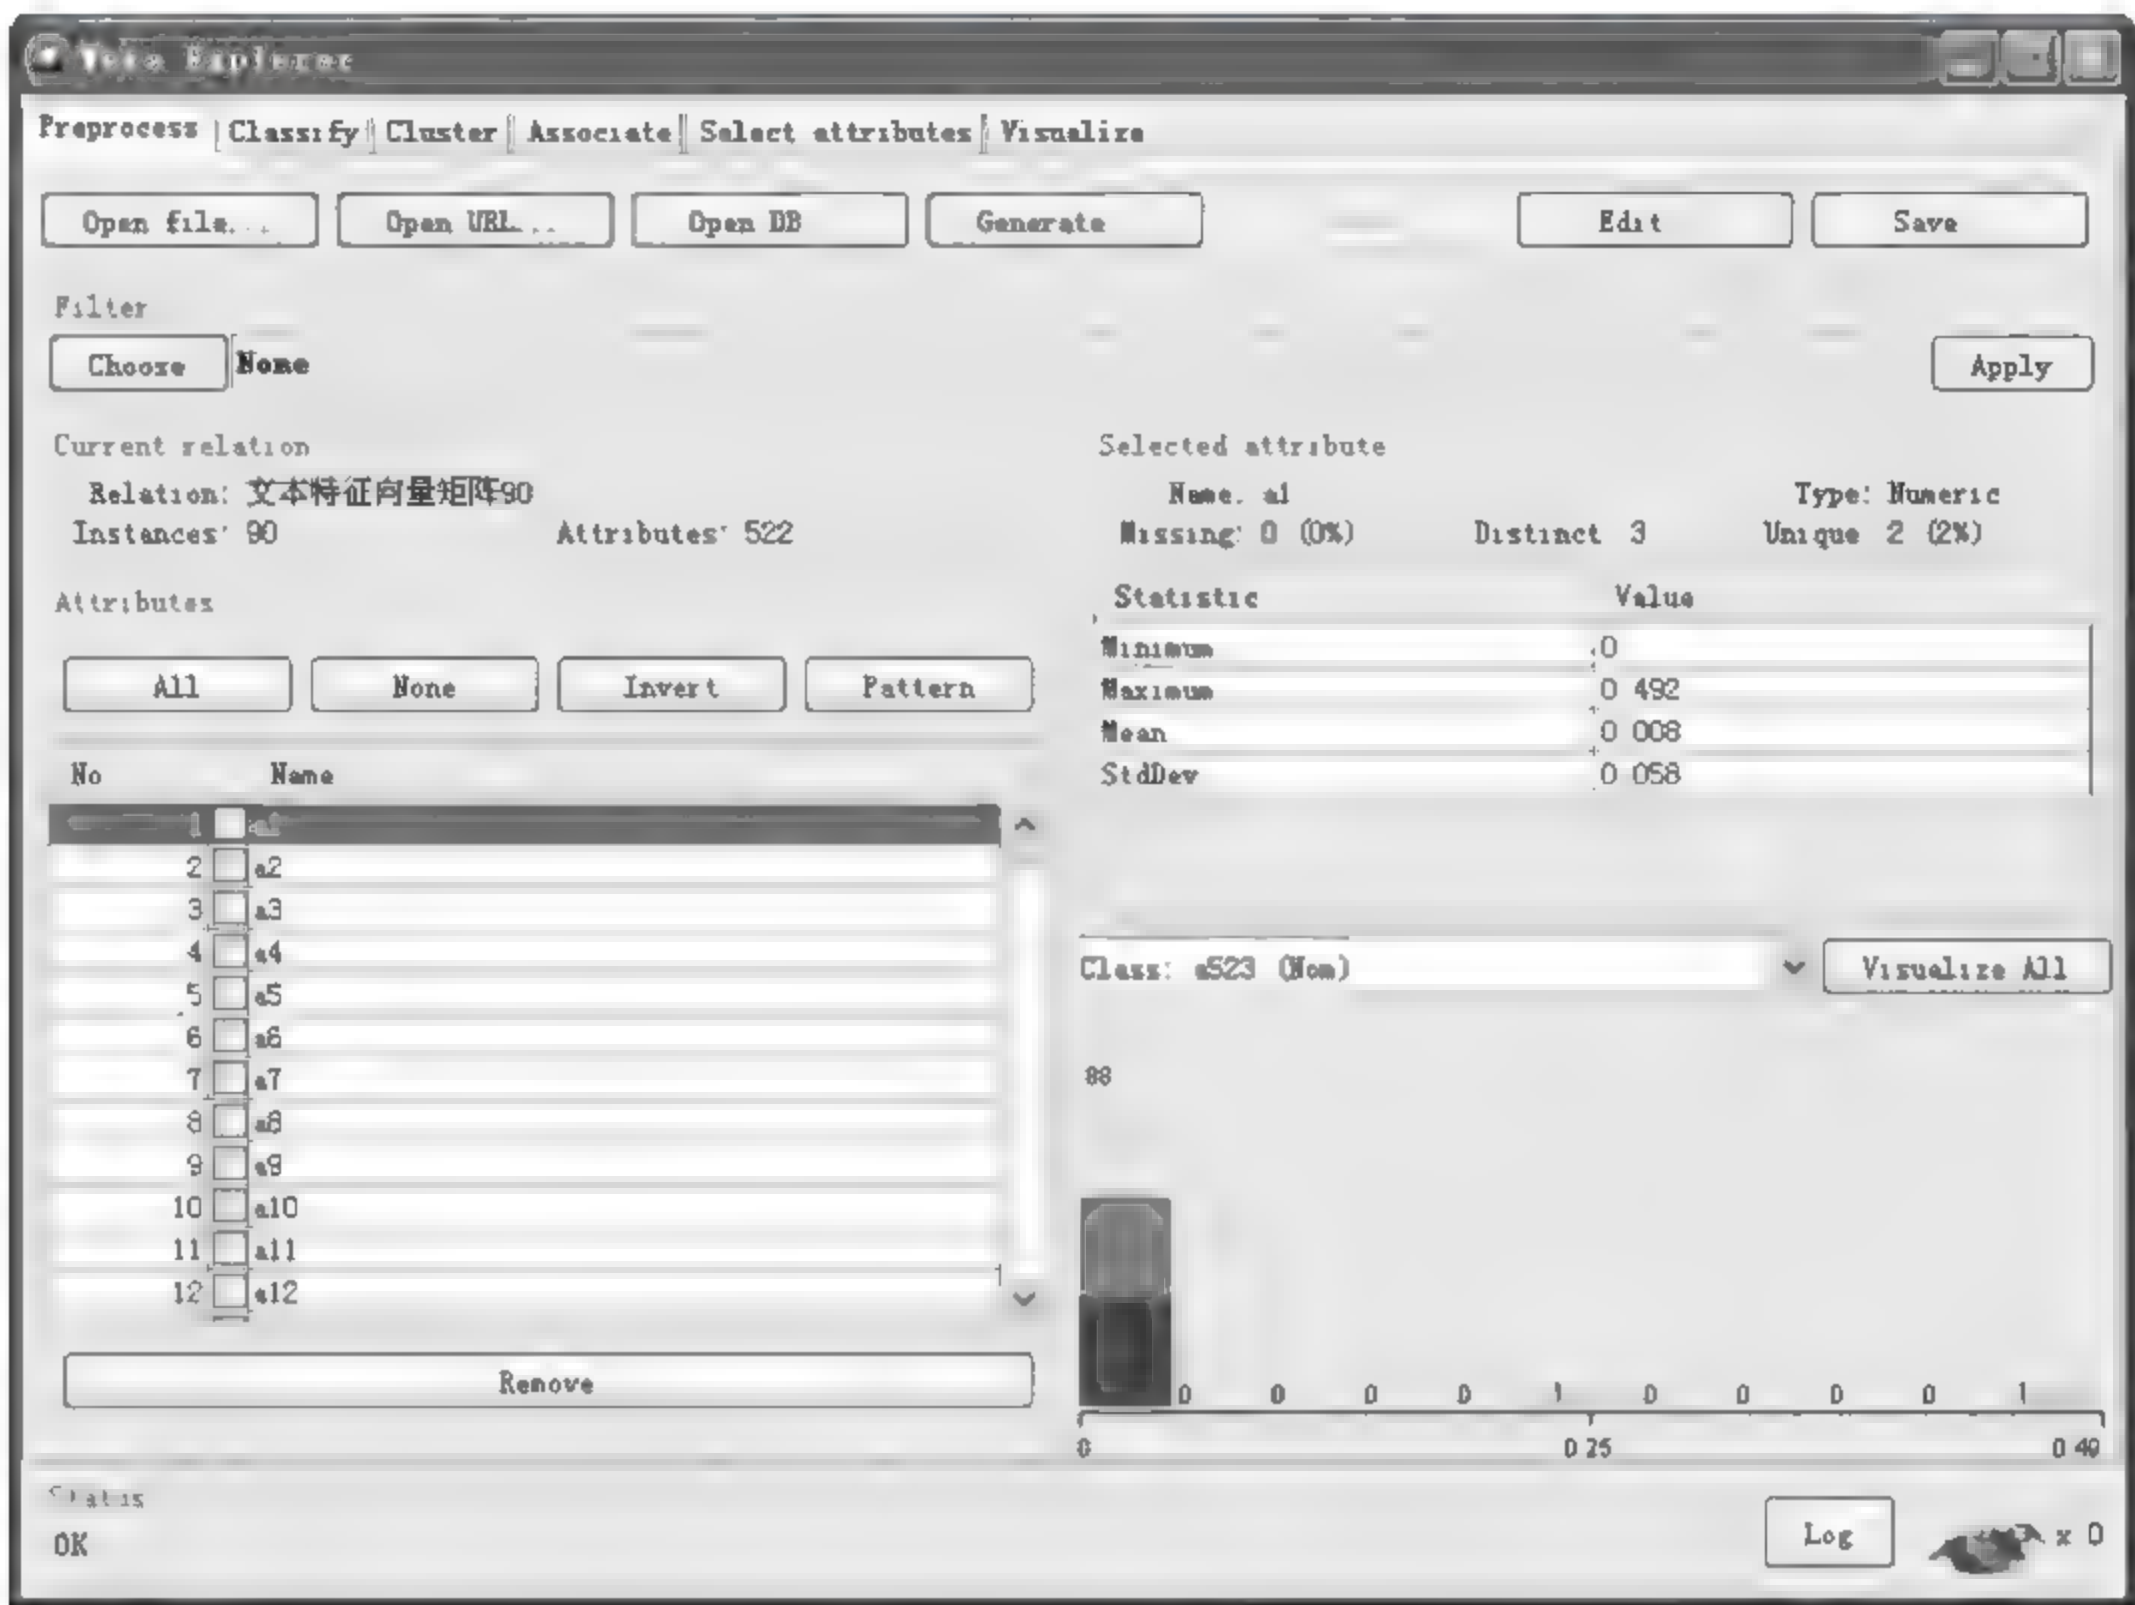 Weka Explorer
Preprocess Classify Cluster Associate Select attributes Visualize
Open file... Open URL... Open DB Generate Edit Save
Filter
Choose None Apply
Current relation
Relation: 文本特征向量矩阵90
Instances: 90 Attributes: 522
Selected attribute
Name. a1 Type: Numeric
Missing: 0 (0%) Distinct 3 Unique 2 (2%)
Statistic Value
Minimum 0
Maximum 0 492
Mean 0 008
StdDev 0 058
Attributes
All None Invert Pattern
No Name
1 a1
2 a2
3 a3
4 a4
5 a5
6 a6
7 a7
8 a8
9 a9
10 a10
11 a11
12 a12
Remove
Class: a523 (Nom) Visualize All
88
0 0 0 0 1 0 0 0 0 1
0 0 25 0 49
Status
OK
Log x 0